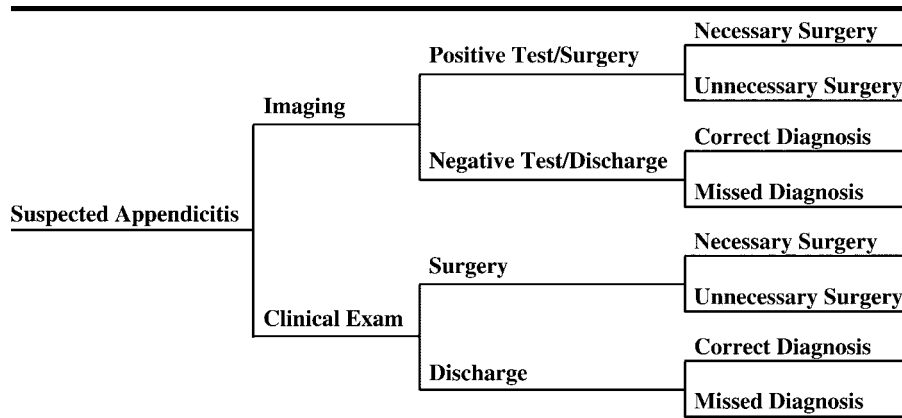 Necessary Surgery
Positive Test/Surgery
Unnecessary Surgery
Imaging
Correct Diagnosis
Negative Test/Discharge
Missed Diagnosis
Suspected Appendicitis
Necessary Surgery
Surgery
Unnecessary Surgery
Clinical Exam
Correct Diagnosis
Discharge
Missed Diagnosis